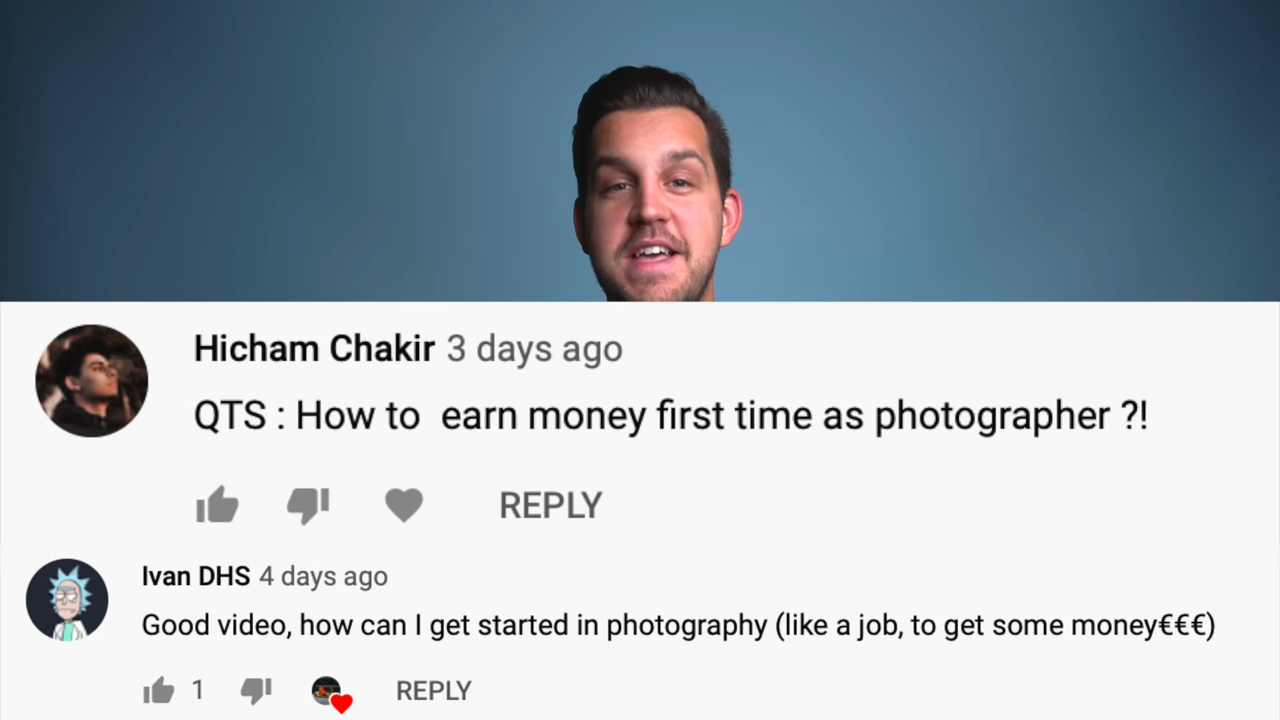 Hicham Chakir 3 days ago
QTS : How to  earn money first time as photographer ?!
REPLY
Ivan DHS 4 days ago
Good video, how can I get started in photography (like a job, to get some money€€€)
1
REPLY